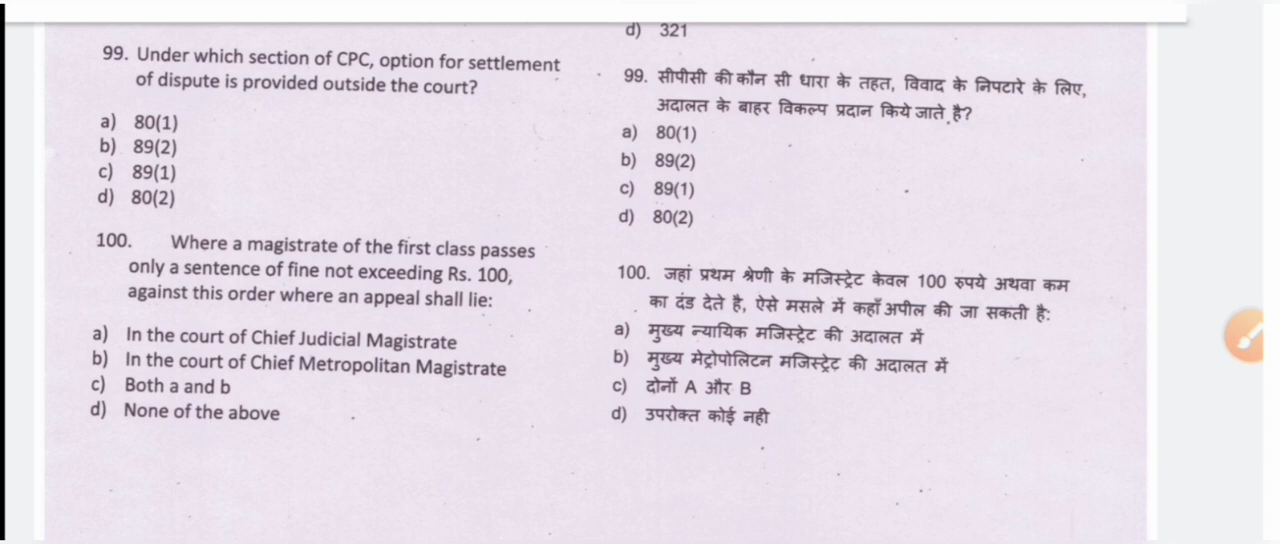 99. Under which section of CPC, option for settlement
of dispute is provided outside the court?
a) 80(1)
b) 89(2)
c) 89(1)
d) 80(2)
100. Where a magistrate of the first class passes
only a sentence of fine not exceeding Rs. 100,
against this order where an appeal shall lie:
a) In the court of Chief Judicial Magistrate
b) In the court of Chief Metropolitan Magistrate
c) Both a and b
d) None of the above
d) 321
99. सीपीसी की कौन सी धारा के तहत, विवाद के निपटारे के लिए,
अदालत के बाहर विकल्प प्रदान किये जाते है?
a) 80(1)
b) 89(2)
c) 89(1)
d) 80(2)
100. जहां प्रथम श्रेणी के मजिस्ट्रेट केवल 100 रुपये अथवा कम
का दंड देते है, ऐसे मसले में कहाँ अपील की जा सकती है:
a) मुख्य न्यायिक मजिस्ट्रेट की अदालत में
b) मुख्य मेट्रोपोलिटन मजिस्ट्रेट की अदालत में
c) दोनों A और B
d) उपरोक्त कोई नही